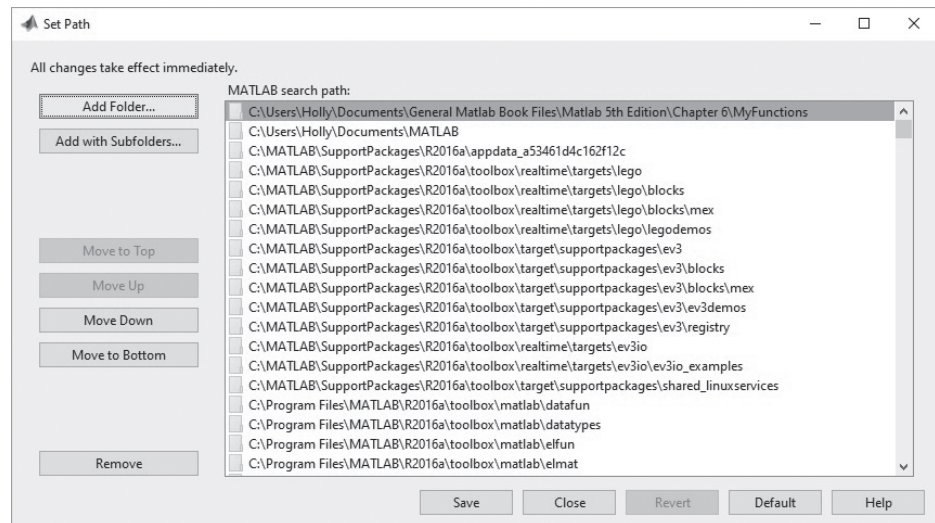 Set Path
All changes take effect immediately.
MATLAB search path:
Add Folder...
Add with Subfolders...
Move to Top
Move Up
Move Down
Move to Bottom
Remove
C:\Users\Holly\Documents\General Matlab Book Files\Matlab 5th Edition\Chapter 6\MyFunctions
C:\Users\Holly\Documents\MATLAB
C:\MATLAB\SupportPackages\R2016a\appdata_a53461d4c162f12c
C:\MATLAB\SupportPackages\R2016a\toolbox\realtime\targets\lego
C:\MATLAB\SupportPackages\R2016a\toolbox\realtime\targets\lego\blocks
C:\MATLAB\SupportPackages\R2016a\toolbox\realtime\targets\lego\blocks\mex
C:\MATLAB\SupportPackages\R2016a\toolbox\realtime\targets\lego\legodemos
C:\MATLAB\SupportPackages\R2016a\toolbox\target\supportpackages\ev3
C:\MATLAB\SupportPackages\R2016a\toolbox\target\supportpackages\ev3\blocks
C:\MATLAB\SupportPackages\R2016a\toolbox\target\supportpackages\ev3\blocks\mex
C:\MATLAB\SupportPackages\R2016a\toolbox\target\supportpackages\ev3\ev3demos
C:\MATLAB\SupportPackages\R2016a\toolbox\target\supportpackages\ev3\registry
C:\MATLAB\SupportPackages\R2016a\toolbox\realtime\targets\ev3io
C:\MATLAB\SupportPackages\R2016a\toolbox\realtime\targets\ev3io\ev3io_examples
C:\MATLAB\SupportPackages\R2016a\toolbox\target\supportpackages\shared_linuxservices
C:\Program Files\MATLAB\R2016a\toolbox\matlab\datafun
C:\Program Files\MATLAB\R2016a\toolbox\matlab\datatypes
C:\Program Files\MATLAB\R2016a\toolbox\matlab\elfun
C:\Program Files\MATLAB\R2016a\toolbox\matlab\elmat
Save
Close
Revert
Default
Help